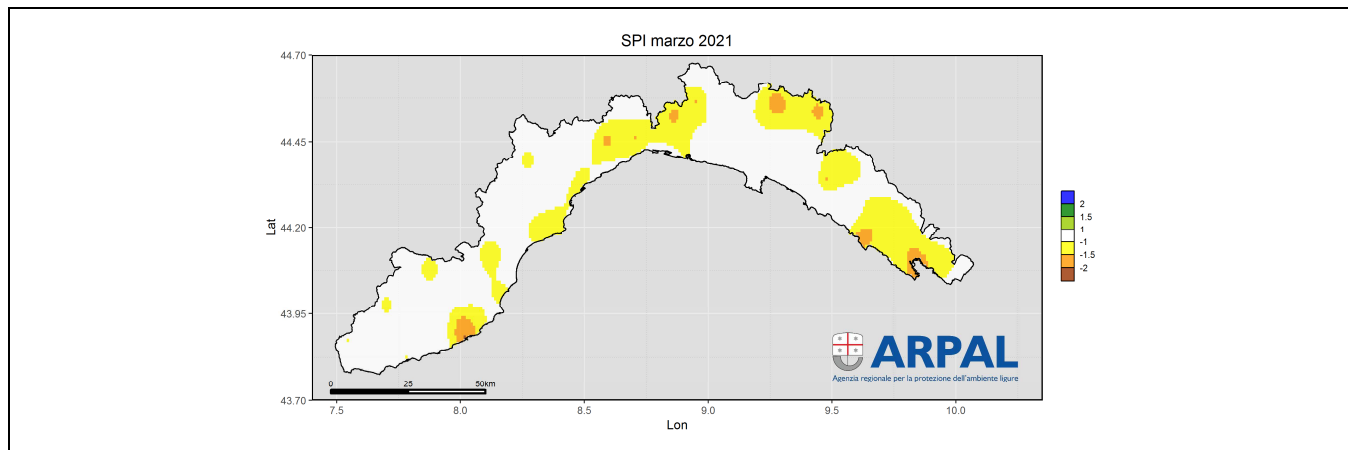 SPI marzo 2021
44.70
44.45
44.20
43.95
43.70
Lat
2
1.5
1
-1
-1.5
-2
ARPAL
Agenzia regionale per la protezione dell'ambiente ligure
0 25 50km
7.5 8.0 8.5 9.0 9.5 10.0
Lon